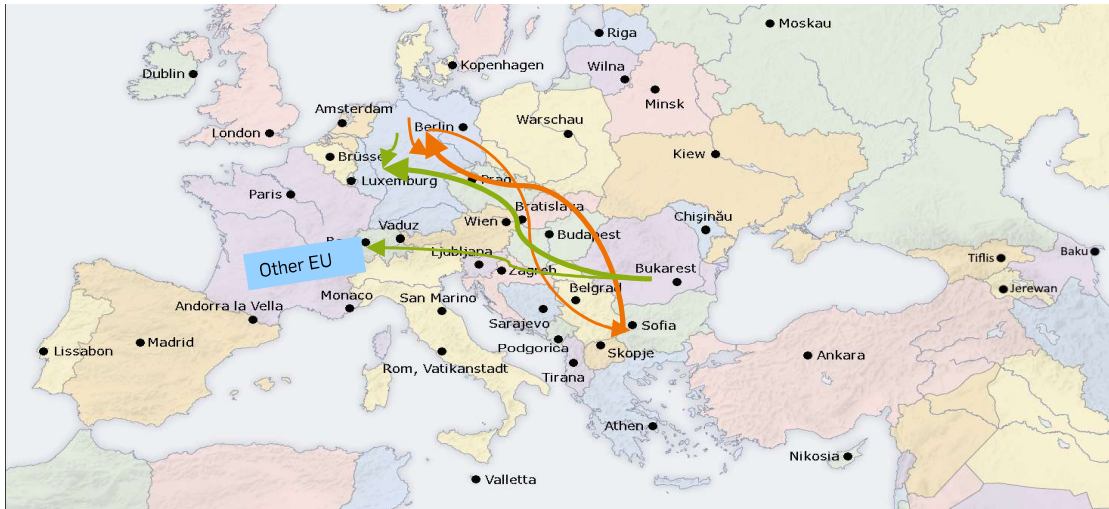 Moskau
Riga
Kopenhagen
Wilna
Dublin
Minsk
Amsterdam
Berlin
Warschau
London
Kiew
Brüsse
Prag
Luxemburg
Paris
Bratislava
Chişinău
Vaduz
Wien
Budapest
Ljubljana
Baku
Other EU
Zagreb
Tiflis
Bukarest
Belgrad
Jerewan
Monaco
San Marino
Andorra la Vella
Sarajevo
Sofia
Madrid
Podgorica
Lissabon
Skopje
Ankara
Rom, Vatikanstadt
Tirana
Athen
Nikosia
Valletta